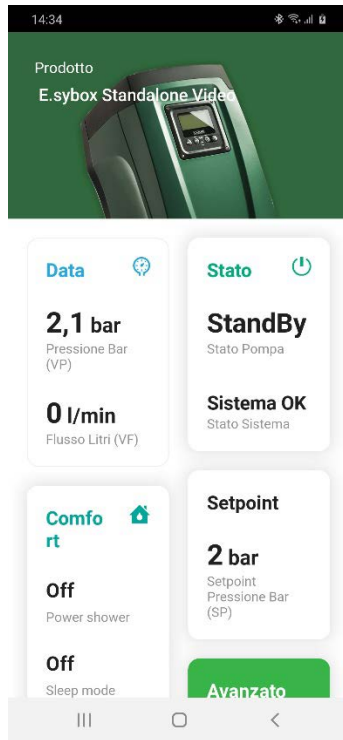 14:34
Prodotto
E.sybox Standalone Video
Data
2,1 bar
Pressione Bar
(VP)
0 l/min
Flusso Litri (VF)
Stato
StandBy
Stato Pompa
Sistema OK
Stato Sistema
Comfo
rt
Off
Power shower
Off
Sleep mode
Setpoint
2 bar
Setpoint
Pressione Bar
(SP)
Avanzato